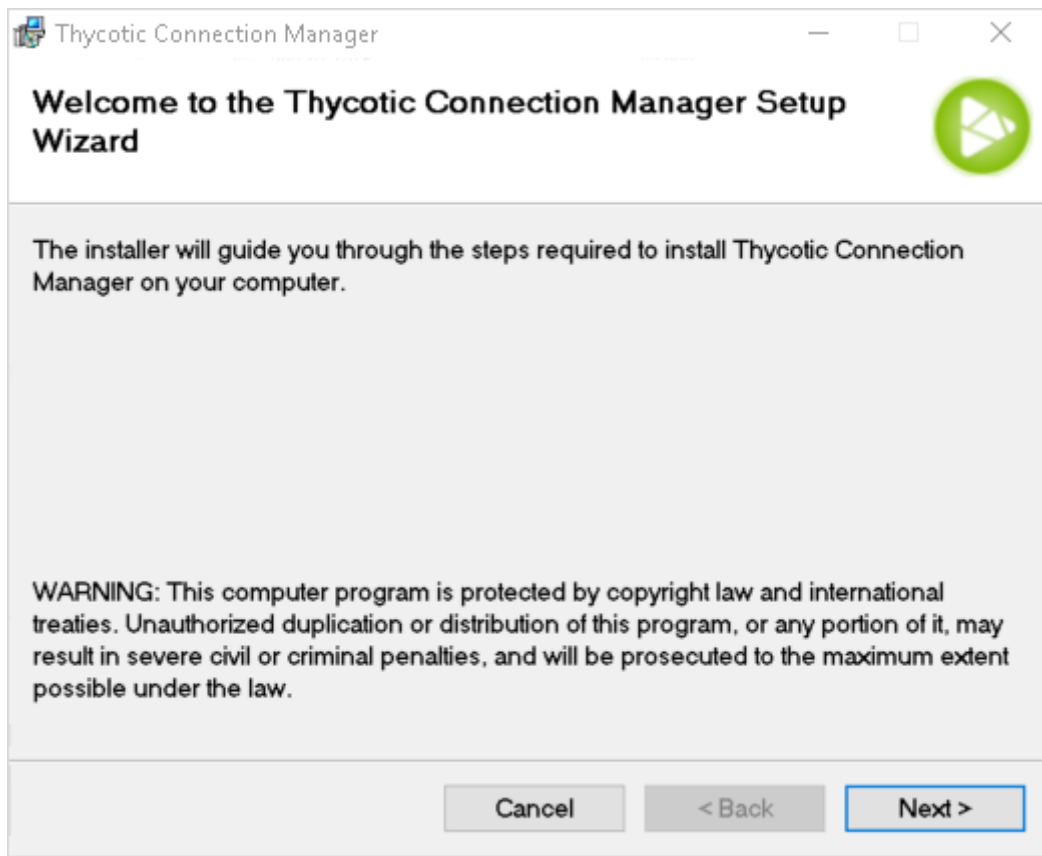 Thycotic Connection Manager
Welcome to the Thycotic Connection Manager Setup
Wizard
The installer will guide you through the steps required to install Thycotic Connection
Manager on your computer.
WARNING: This computer program is protected by copyright law and international
treaties. Unauthorized duplication or distribution of this program, or any portion of it, may
result in severe civil or criminal penalties, and will be prosecuted to the maximum extent
possible under the law.
Cancel < Back Next >